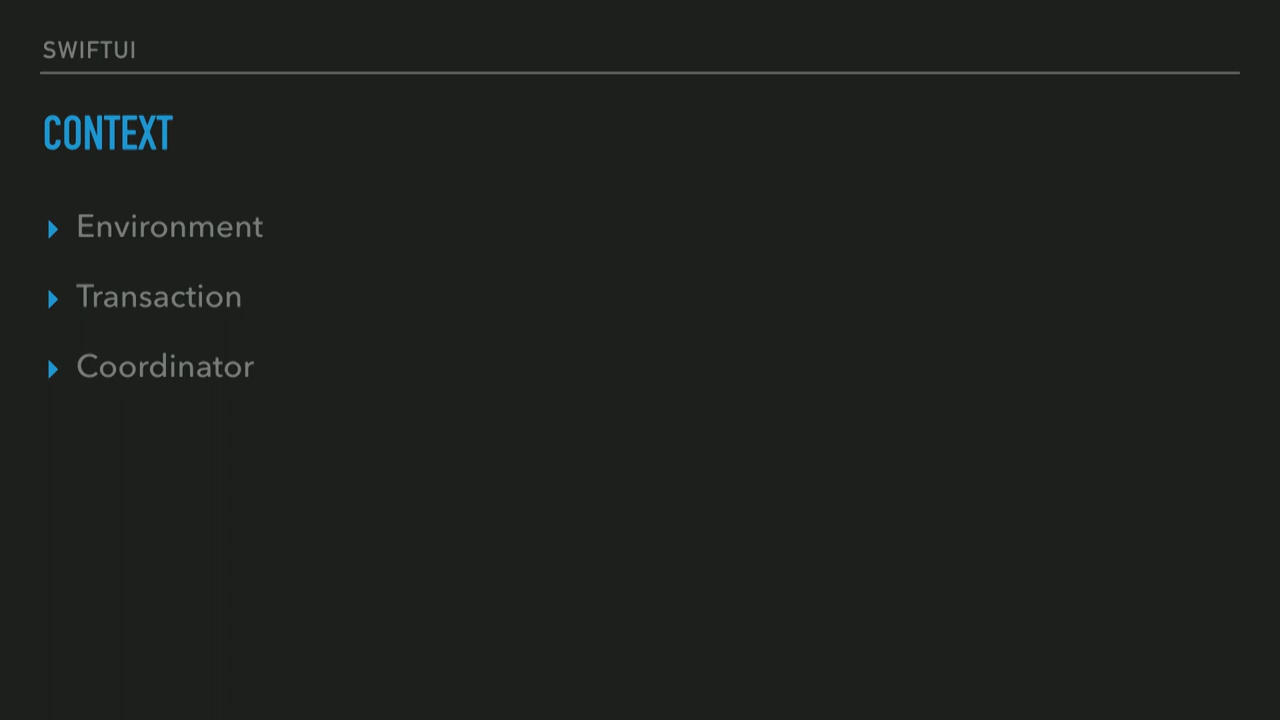 SWIFTUI
CONTEXT
Environment
Transaction
Coordinator